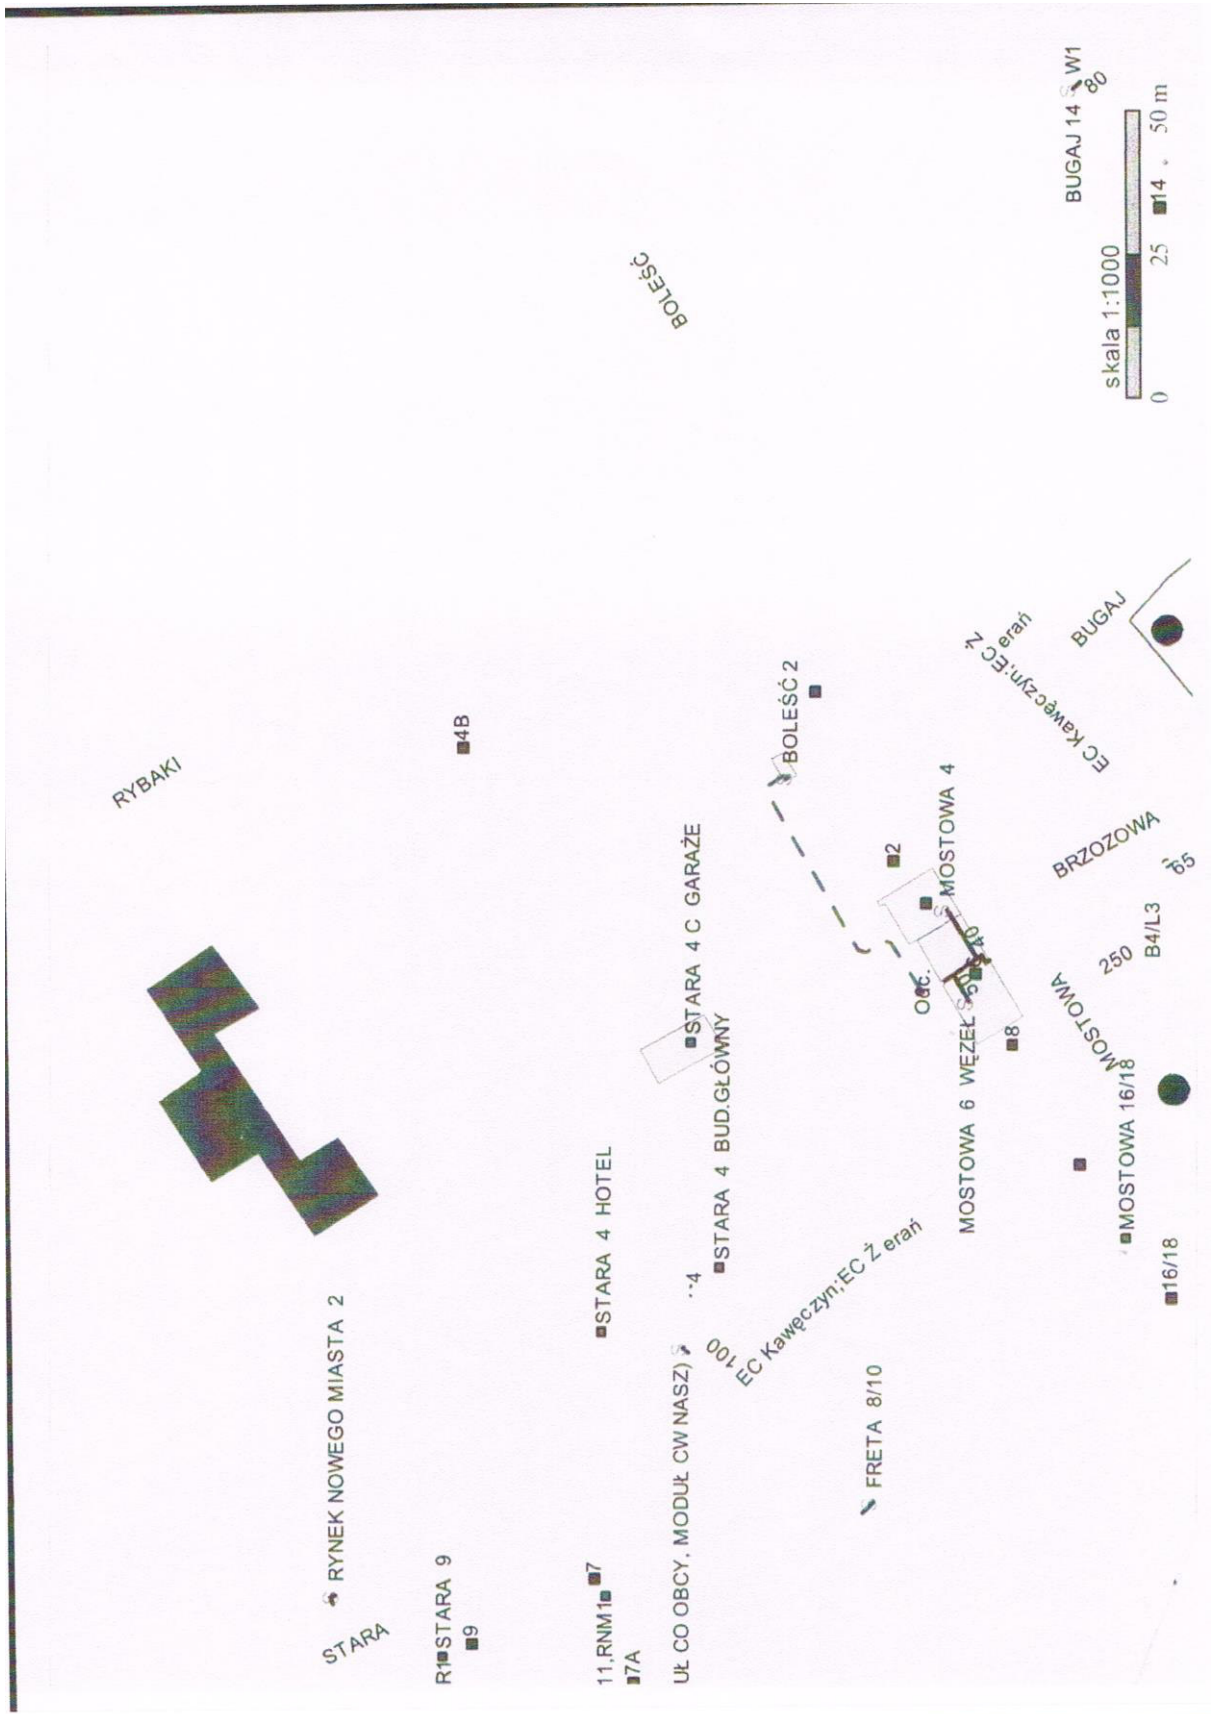 RYBAKI
RYNEK NOWEGO MIASTA 2
STARA
R1 STARA 9
9
4B
11.RNM1 7
7A
STARA 4 HOTEL
UŁ CO OBCY, MODUŁ CW NASZ)
S
4
STARA 4 C GARAŻE
STARA 4 BUD.GŁÓWNY
100
EC Kawęczyn;EC Ż erań
S FRETA 8/10
BOLEŚĆ
S BOLEŚĆ 2
2
Odc.
S MOSTOWA 4
MOSTOWA 6 WĘZEŁ S
50
40
8
EC Kawęczyn;EC Ż erań
BUGAJ
BRZOZOWA
65
MOSTOWA
250
B4/L3
MOSTOWA 16/18
16/18
BUGAJ 14 S W1
80
skala 1:1000
0 25 50 m
14